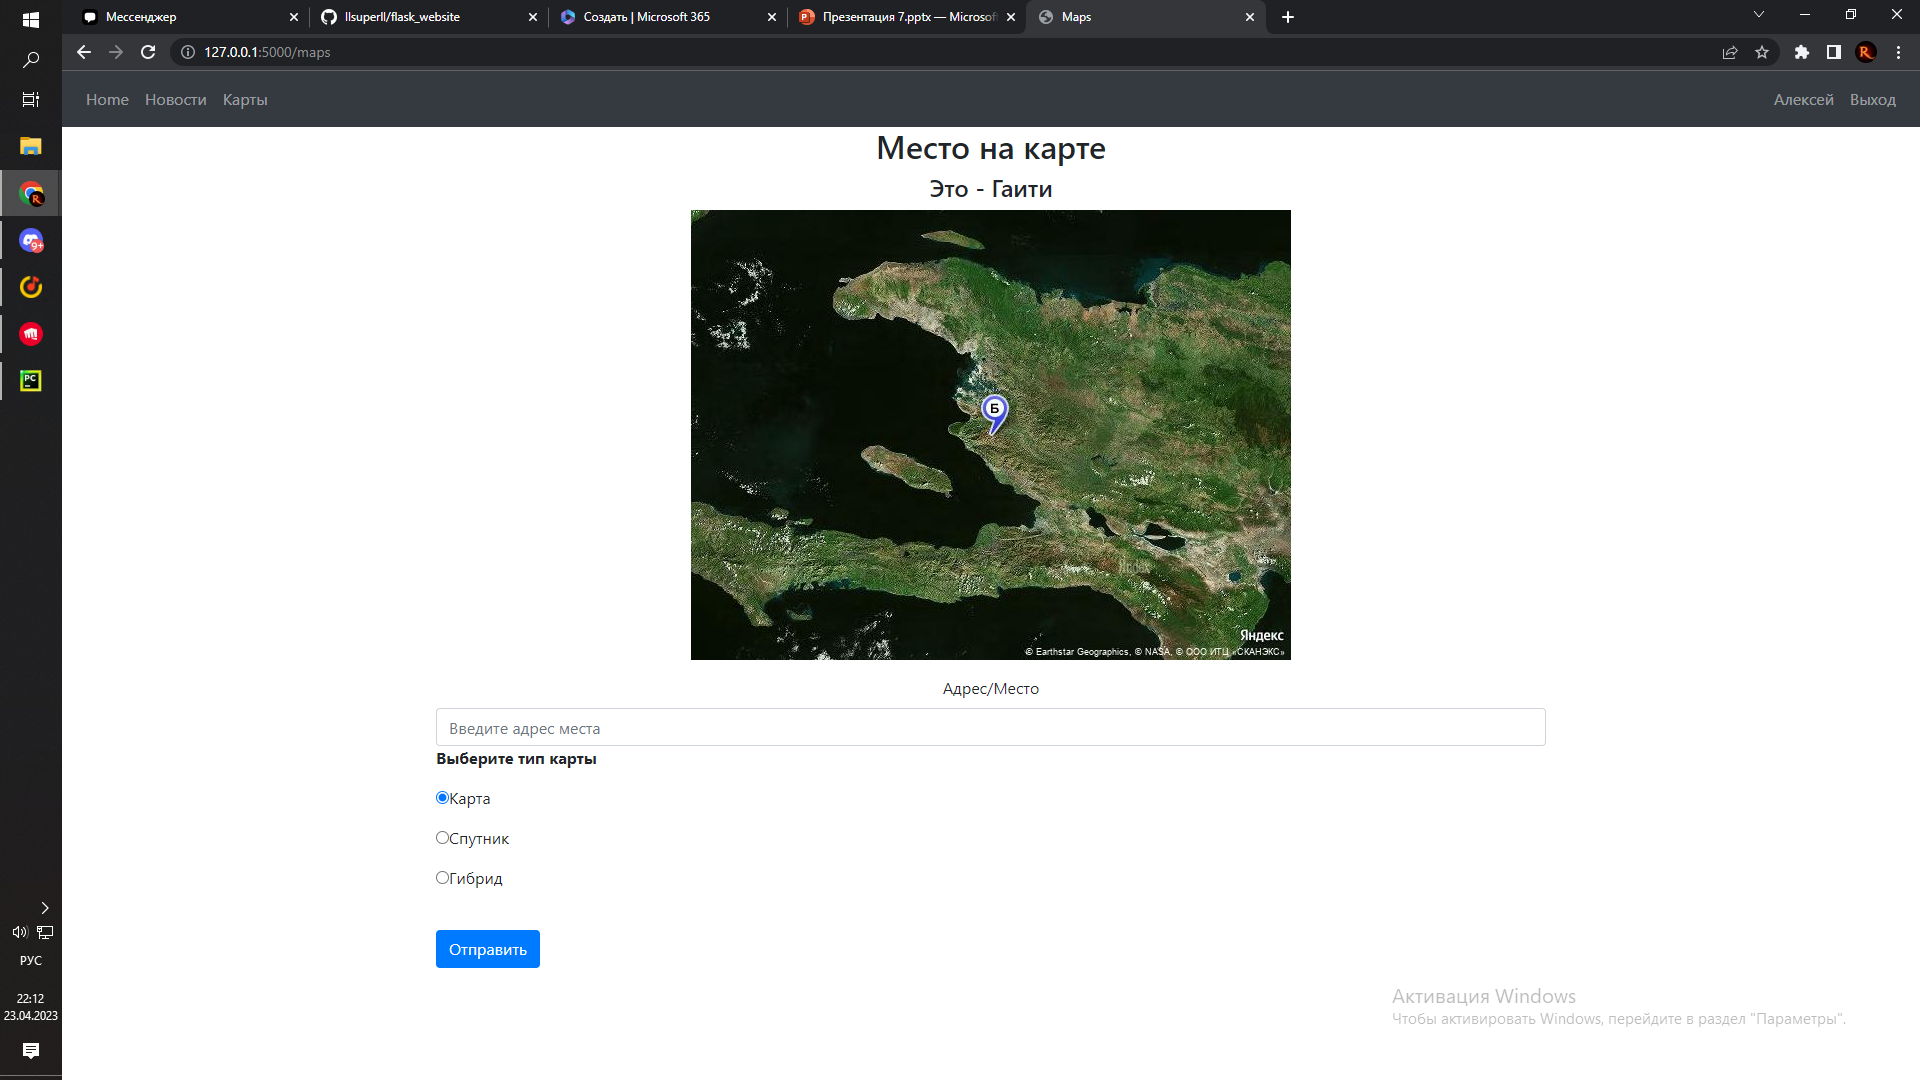 Мессенджер
llsuperll/flask_website
Создать | Microsoft 365
Презентация 7.pptx — Microsof
Maps
127.0.0.1:5000/maps
Home Новости Карты
Алексей Выход
Место на карте
Это - Гаити
Б
Яндекс
© Earthstar Geographics, © NASA, © ООО ИТЦ «СКАНЭКС»
Адрес/Место
Введите адрес места
Выберите тип карты
Карта
Спутник
Гибрид
Отправить
Активация Windows
Чтобы активировать Windows, перейдите в раздел "Параметры".
9+
PC
РУС
22:12
23.04.2023